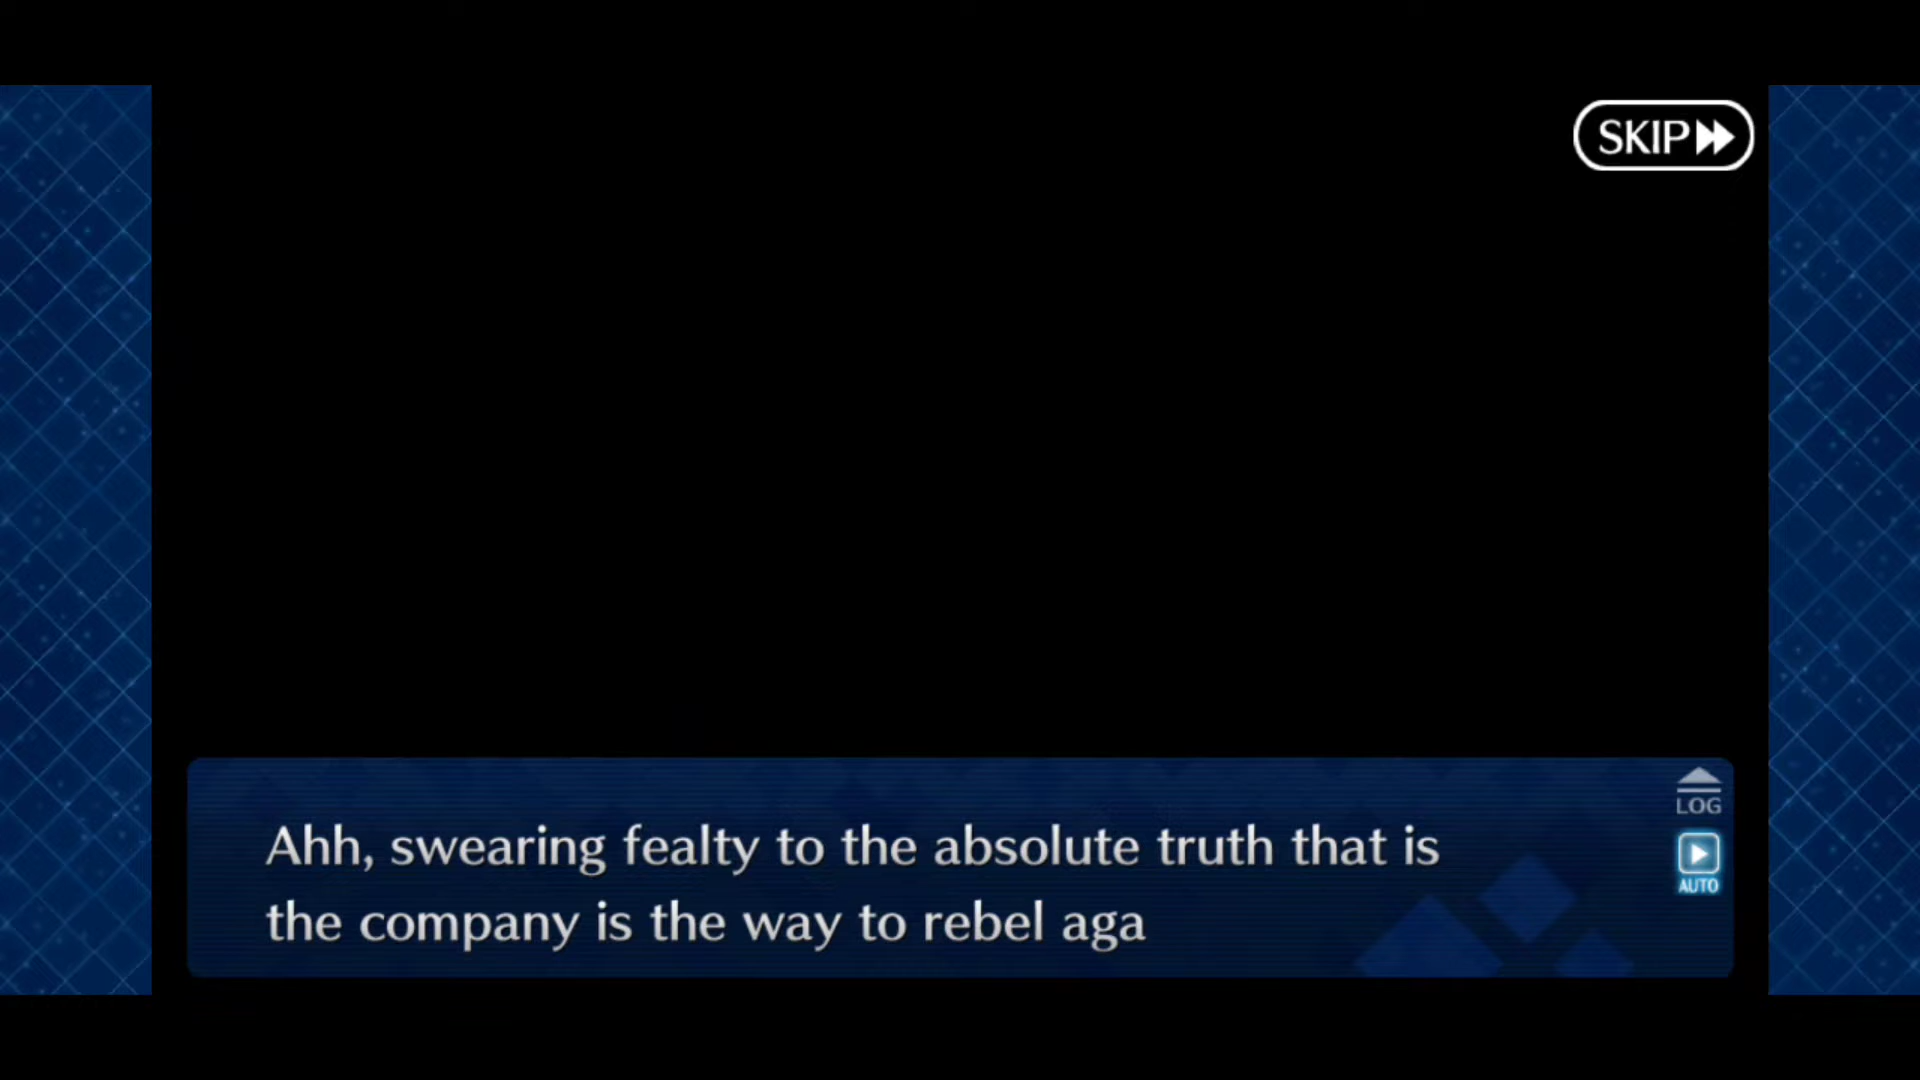 SKIP
LOG
Ahh, swearing fealty to the absolute truth that is
the company is the way to rebel aga
AUTO